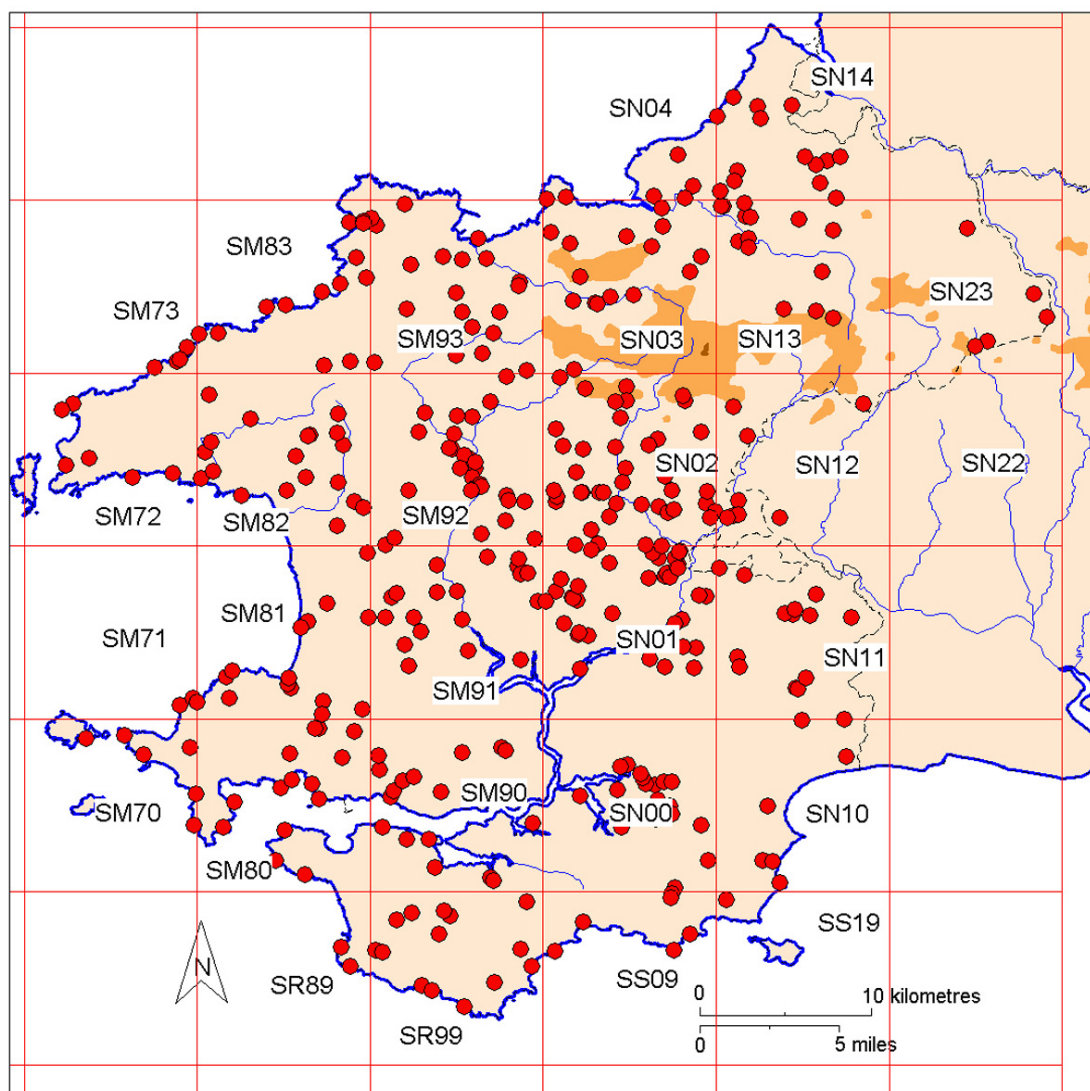 SN14
SN04
SM83
SN23
SM73
SM93
SN03
SN13
SN02
SN12
SN22
SM72
SM82
SM92
SM81
SM71
SN01
SN11
SM91
SM90
SN00
SN10
SM70
SM80
SS19
N
SR89
SS09
0 10 kilometres
SR99
0 5 miles